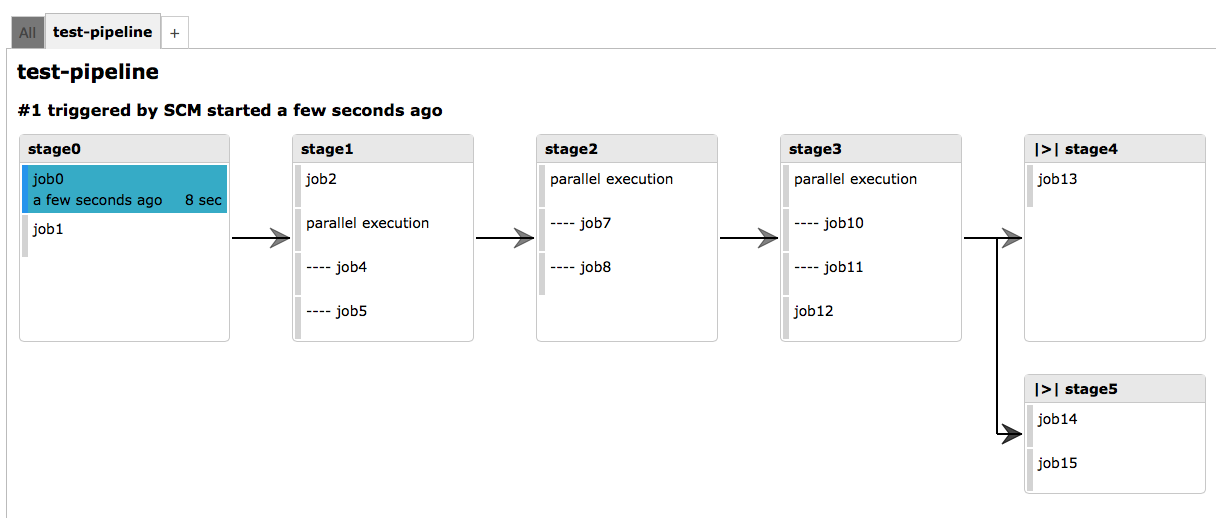 All test-pipeline +
test-pipeline
#1 triggered by SCM started a few seconds ago
stage0
job0
a few seconds ago 8 sec
job1
stage1
job2
parallel execution
---- job4
---- job5
stage2
parallel execution
---- job7
---- job8
stage3
parallel execution
---- job10
---- job11
job12
|>| stage4
job13
|>| stage5
job14
job15